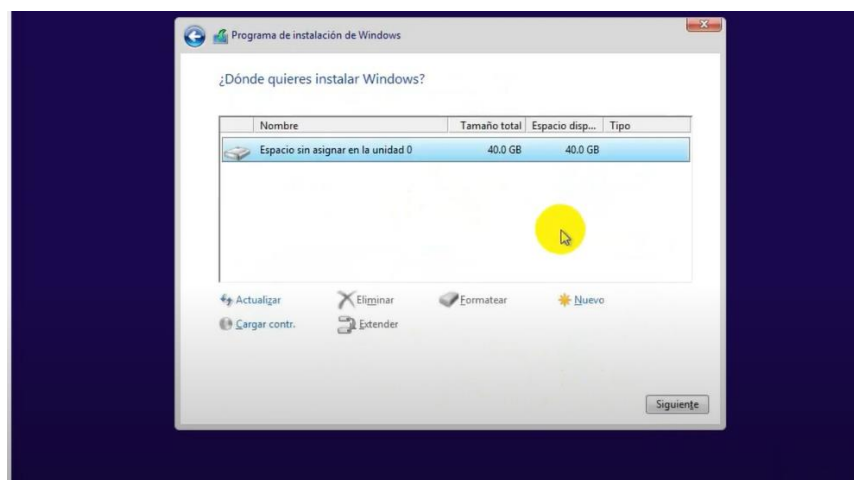 Programa de instalación de Windows
¿Dónde quieres instalar Windows?
Nombre Tamaño total Espacio disp... Tipo
Espacio sin asignar en la unidad 0 40.0 GB 40.0 GB
Actualizar Eliminar Formatear Nuevo
Cargar contr. Extender
Siguiente